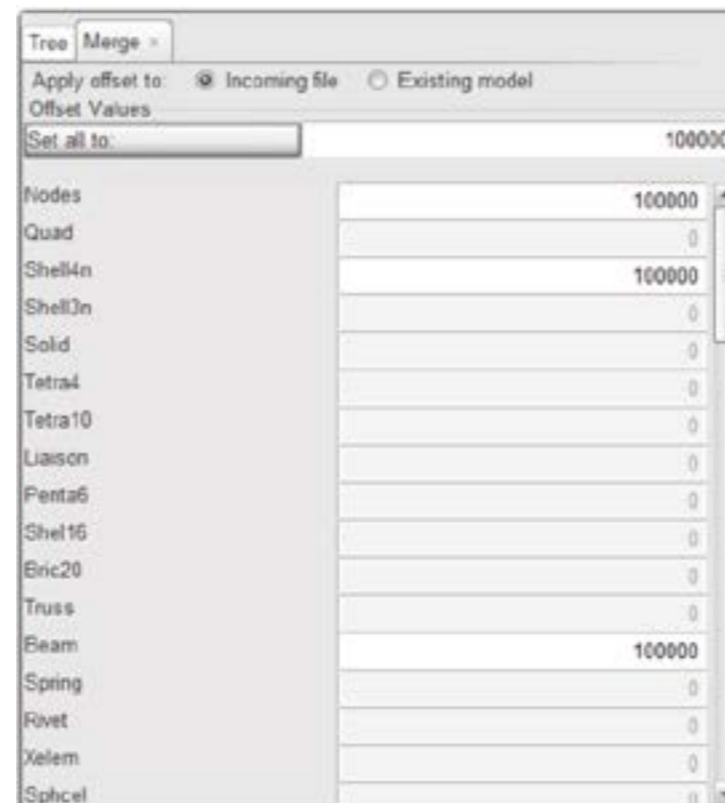 Tree Merge ×
Apply offset to: Incoming file Existing model
Offset Values
Set all to: 100000
Nodes 100000
Quad 0
Shell4n 100000
Shell3n 0
Solid 0
Tetra4 0
Tetra10 0
Liaison 0
Penta6 0
Shel16 0
Bric20 0
Truss 0
Beam 100000
Spring 0
Rivet 0
Xelem 0
Sphcel 0